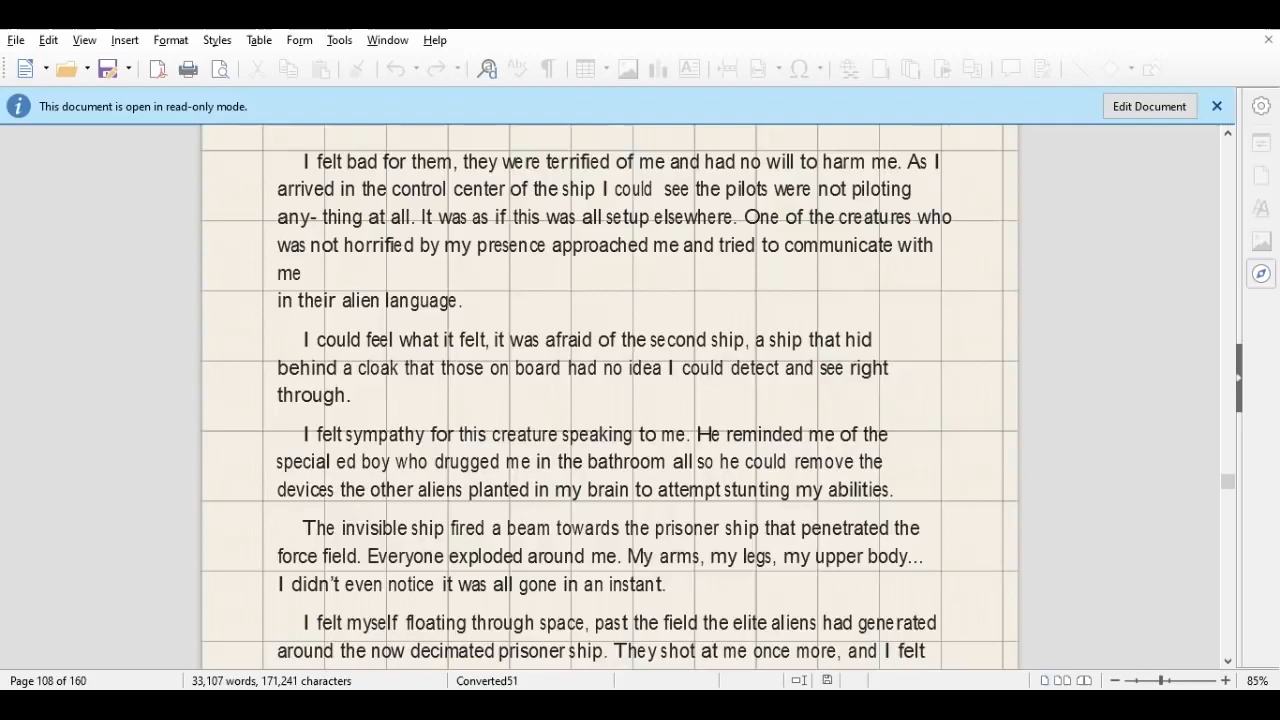 File Edit View Insert Format Styles Table Form Tools Window Help
This document is open in read-only mode.
Edit Document
I felt bad for them, they were terrified of me and had no will to harm me. As I
arrived in the control center of the ship I could see the pilots were not piloting
any- thing at all. It was as if this was all setup elsewhere. One of the creatures who
was not horrified by my presence approached me and tried to communicate with
me
in their alien language.
I could feel what it felt, it was afraid of the second ship, a ship that hid
behind a cloak that those on board had no idea I could detect and see right
through.
I felt sympathy for this creature speaking to me. He reminded me of the
special ed boy who drugged me in the bathroom all so he could remove the
devices the other aliens planted in my brain to attempt stunting my abilities.
The invisible ship fired a beam towards the prisoner ship that penetrated the
force field. Everyone exploded around me. My arms, my legs, my upper body...
I didn't even notice it was all gone in an instant.
I felt myself floating through space, past the field the elite aliens had generated
around the now decimated prisoner ship. They shot at me once more, and I felt
Page 108 of 160 33,107 words, 171,241 characters Converted51 85%